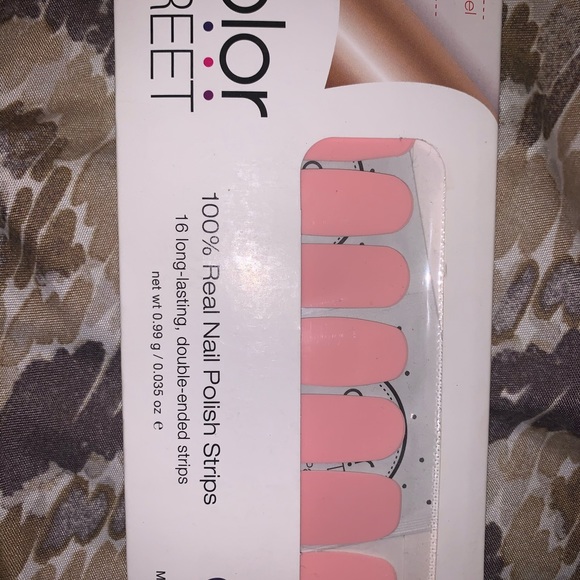 olor
REET
100% Real Nail Polish Strips
16 long-lasting, double-ended strips
net wt 0.99 g / 0.035 oz e
el
M